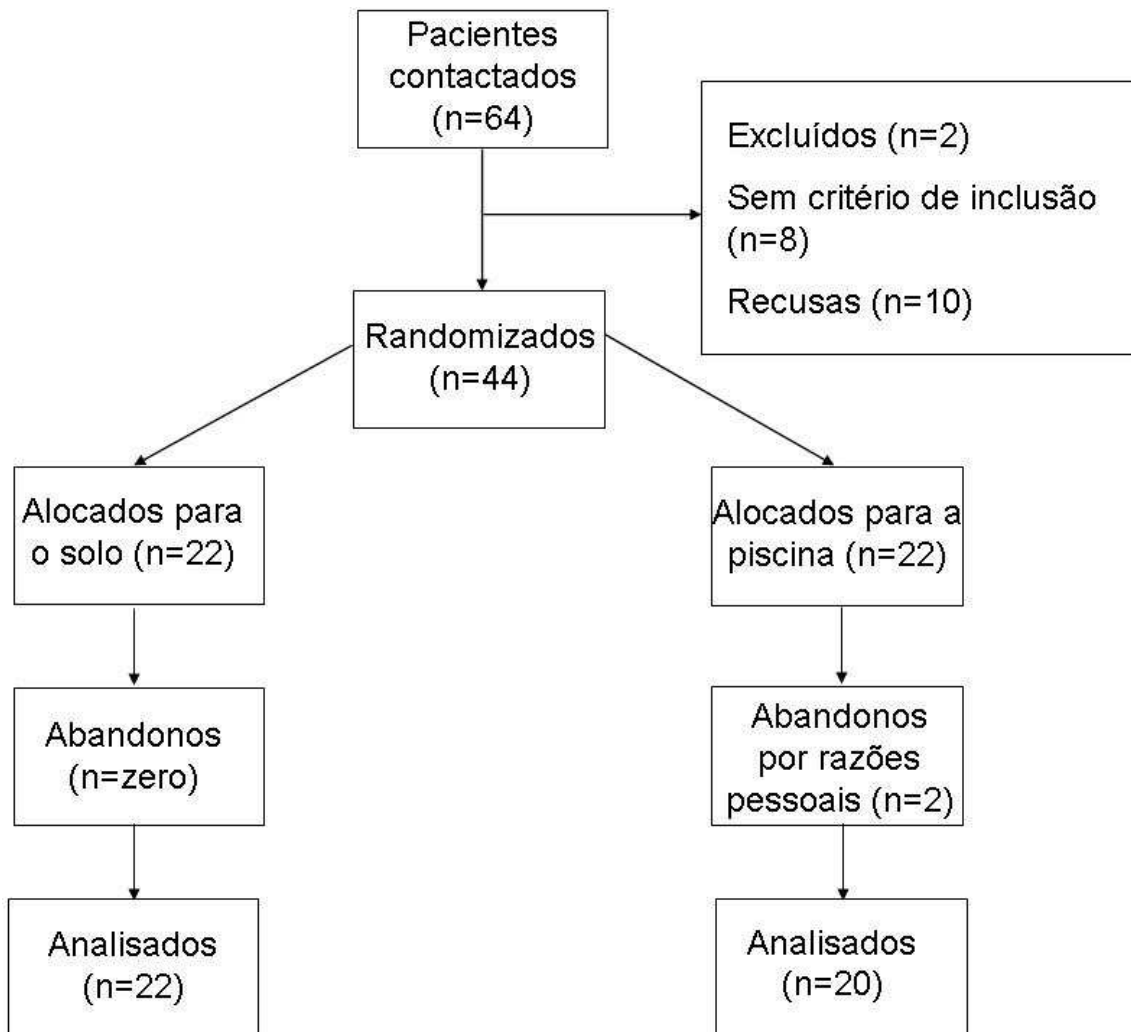 Pacientes
contactados
(n=64)
Excluídos (n=2)
Sem critério de inclusão
(n=8)
Recusas (n=10)
Randomizados
(n=44)
Alocados para
o solo (n=22)
Alocados para a
piscina (n=22)
Abandonos
(n=zero)
Abandonos
por razões
pessoais (n=2)
Analisados
(n=22)
Analisados
(n=20)